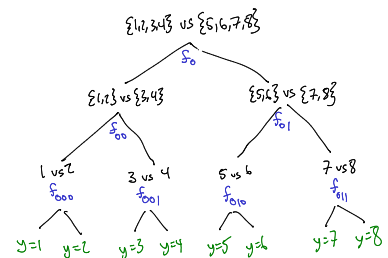 {1,2,3,4} vs {5,6,7,8}
f₀
{1,2} vs {3,4} {5,6} vs {7,8}
f₀₀ f₀₁
1 vs 2 3 vs 4 5 vs 6 7 vs 8
f₀₀₀ f₀₀₁ f₀₁₀ f₀₁₁
y=1 y=2 y=3 y=4 y=5 y=6 y=7 y=8